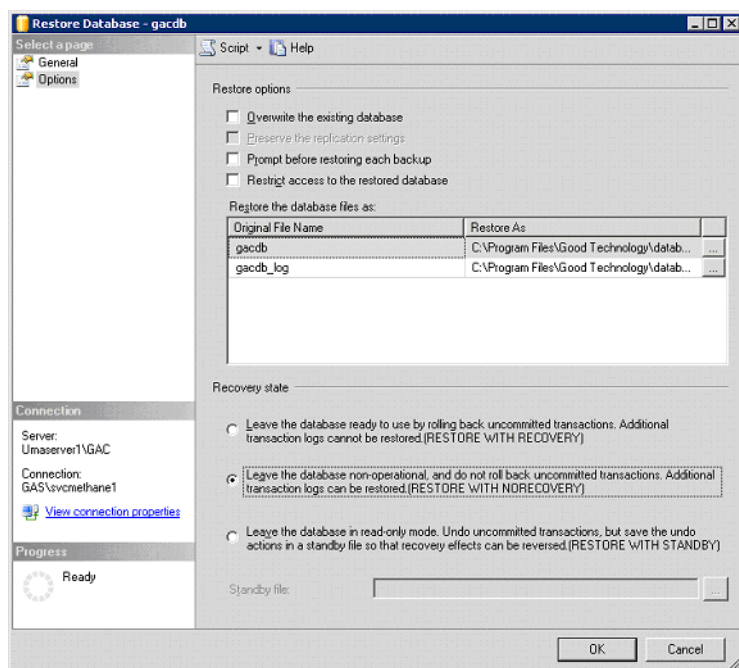 Restore Database - gacdb
Select a page
General
Options
Script
Help
Restore options
Overwrite the existing database
Preserve the replication settings
Prompt before restoring each backup
Restrict access to the restored database
Restore the database files as:
Original File Name
Restore As
gacdb
C:\Program Files\Good Technology\datab...
...
gacdb_log
C:\Program Files\Good Technology\datab...
...
Recovery state
Leave the database ready to use by rolling back uncommitted transactions. Additional
transaction logs cannot be restored.(RESTORE WITH RECOVERY)
Leave the database non-operational, and do not roll back uncommitted transactions. Additional
transaction logs can be restored.(RESTORE WITH NORECOVERY)
Leave the database in read-only mode. Undo uncommitted transactions, but save the undo
actions in a standby file so that recovery effects can be reversed.(RESTORE WITH STANDBY)
Standby file:
...
Connection
Server:
Umaserver1\GAC
Connection:
GAS\svcmethane1
View connection properties
Progress
Ready
OK
Cancel